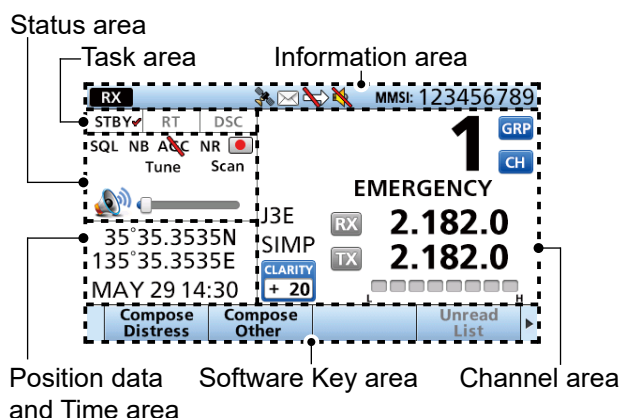 Status area
Task area
Information area
RX
MMSI: 123456789
STBY RT DSC
SQL NB AGC NR
Tune Scan
1
GRP
CH
EMERGENCY
J3E
RX 2.182.0
SIMP
TX 2.182.0
CLARITY
+ 20
L H
35°35.3535N
135°35.3535E
MAY 29 14:30
Compose Distress
Compose Other
Unread List
Position data and Time area
Software Key area
Channel area